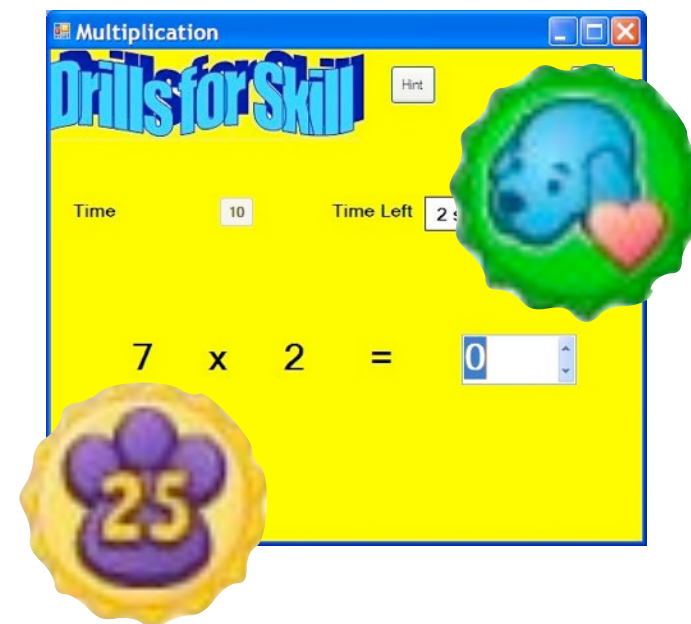 Multiplication
Drills for Skill
Hint
Time 10 Time Left 2
7 x 2 = 0
25